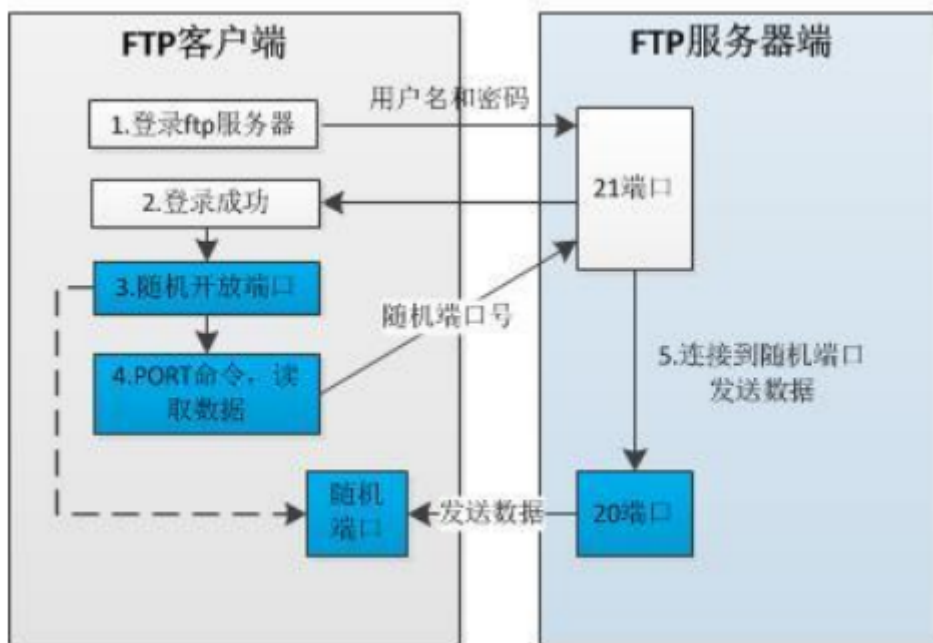 FTP客户端
FTP服务器端
用户名和密码
1.登录ftp服务器
21端口
2.登录成功
3.随机开放端口
随机端口号
4.PORT命令，读
取数据
5.连接到随机端口
发送数据
随机
端口
发送数据
20端口